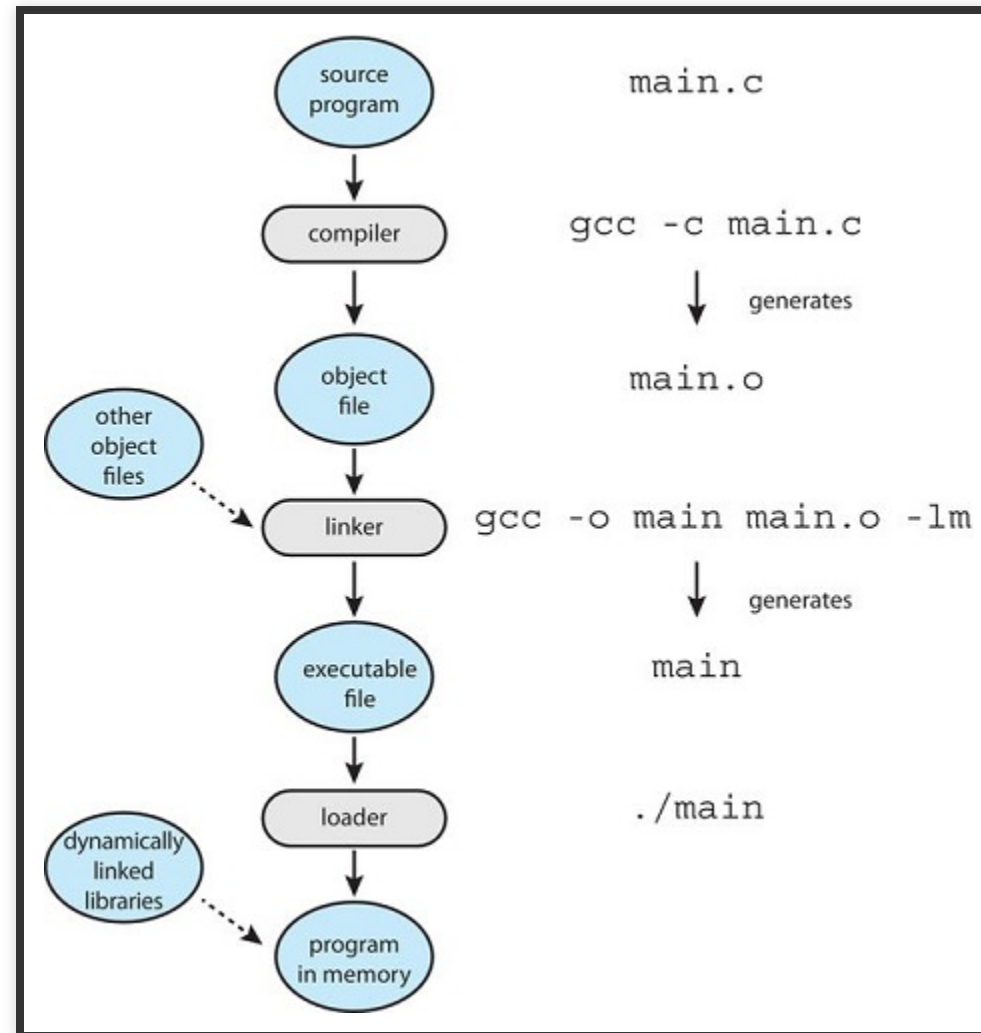 source
program
main.c
compiler
gcc -c main.c
generates
object
file
main.o
other
object
files
linker
gcc -o main main.o -lm
generates
executable
file
main
loader
./main
dynamically
linked
libraries
program
in memory